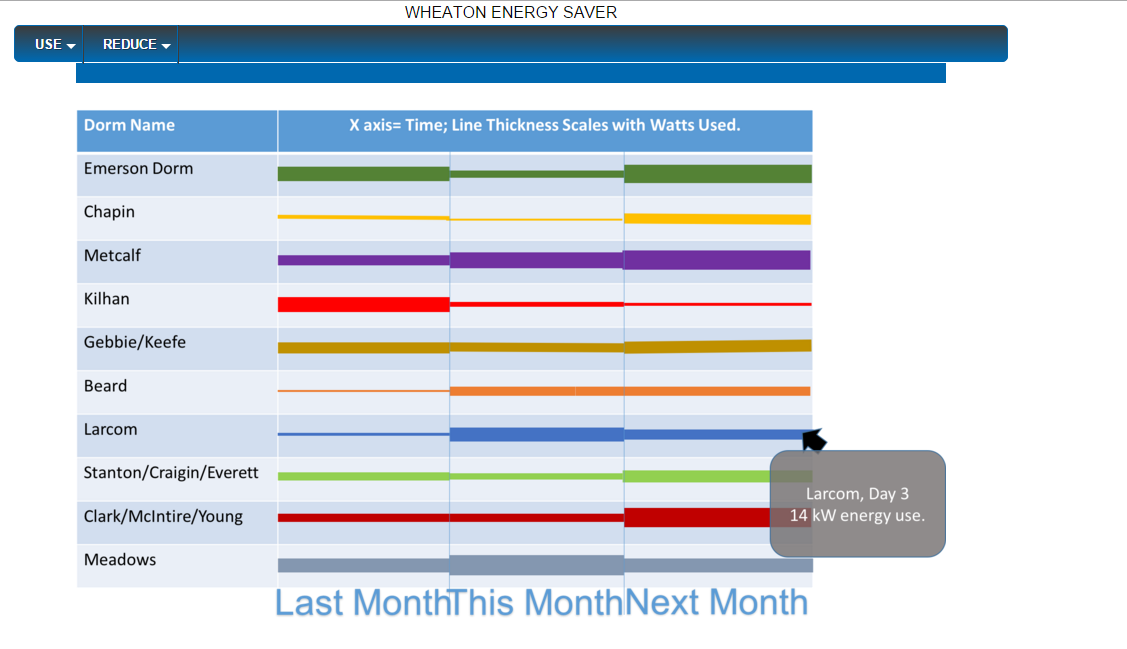 WHEATON ENERGY SAVER
USE
REDUCE
Dorm Name
X axis= Time; Line Thickness Scales with Watts Used.
Emerson Dorm
Chapin
Metcalf
Kilhan
Gebbie/Keefe
Beard
Larcom
Stanton/Craigin/Everett
Clark/McIntire/Young
Meadows
Larcom, Day 3
14 kW energy use.
Last Month
This Month
Next Month